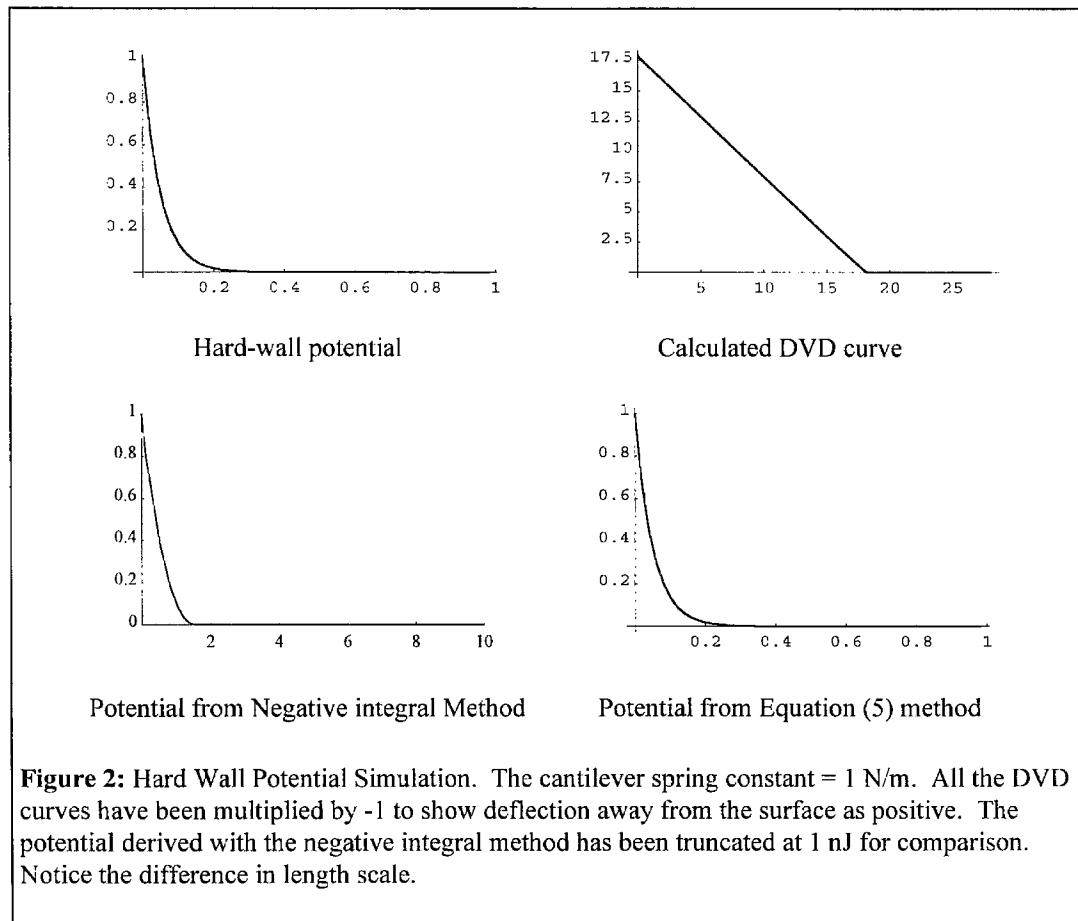 1
0.8
0.6
0.4
0.2
0.2 0.4 0.6 0.8 1
Hard-wall potential
17.5
15
12.5
10
7.5
5
2.5
5 10 15 20 25
Calculated DVD curve
1
0.8
0.6
0.4
0.2
0
2 4 6 8 10
Potential from Negative integral Method
1
0.8
0.6
0.4
0.2
0.2 0.4 0.6 0.8 1
Potential from Equation (5) method
Figure 2: Hard Wall Potential Simulation. The cantilever spring constant = 1 N/m. All the DVD
curves have been multiplied by -1 to show deflection away from the surface as positive. The
potential derived with the negative integral method has been truncated at 1 nJ for comparison.
Notice the difference in length scale.